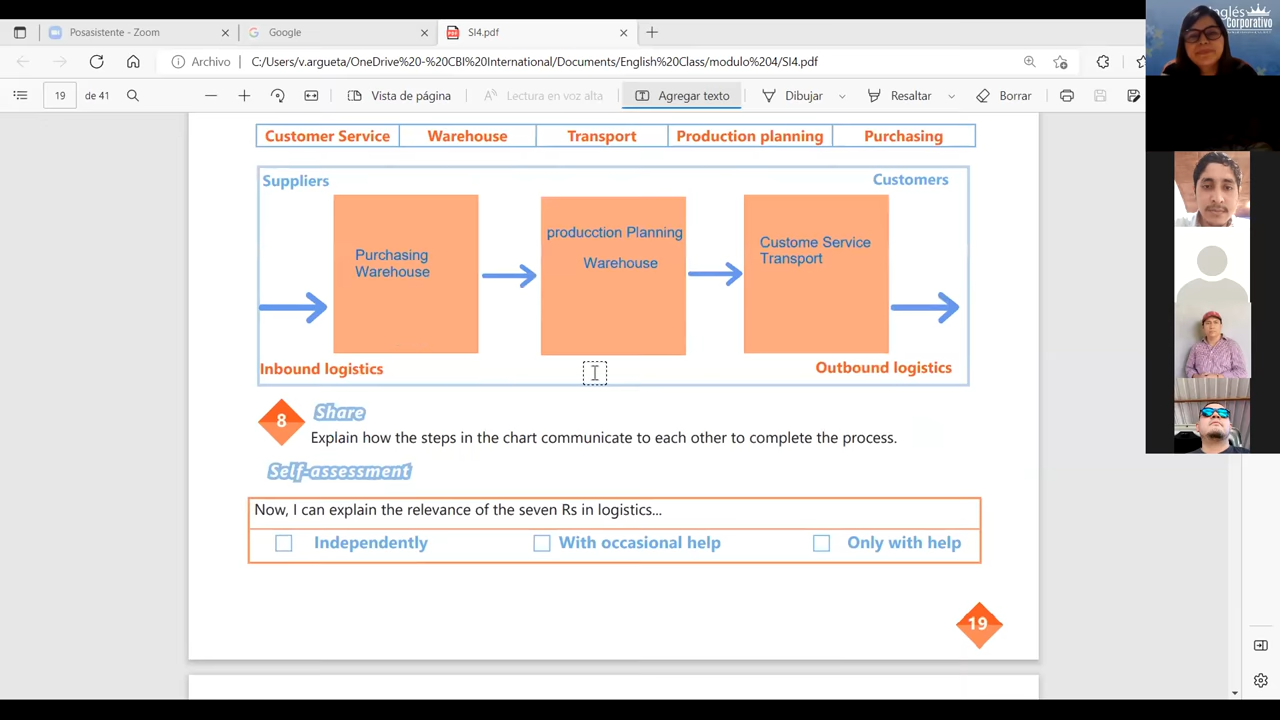 Posasistente - Zoom
Google
SI4.pdf
Archivo
C:/Users/v.argueta/OneDrive%20-%20CBI%20International/Documents/English%20Class/modulo%204/SI4.pdf
19 de 41
Vista de página
Lectura en voz alta
Agregar texto
Dibujar
Resaltar
Borrar
Inglés
Corporativo
Customer Service Warehouse Transport Production planning Purchasing
Suppliers
Customers
Purchasing
Warehouse
producction Planning
Warehouse
Custome Service
Transport
Inbound logistics
Outbound logistics
8
Share
Explain how the steps in the chart communicate to each other to complete the process.
Self-assessment
Now, I can explain the relevance of the seven Rs in logistics...
Independently
With occasional help
Only with help
19